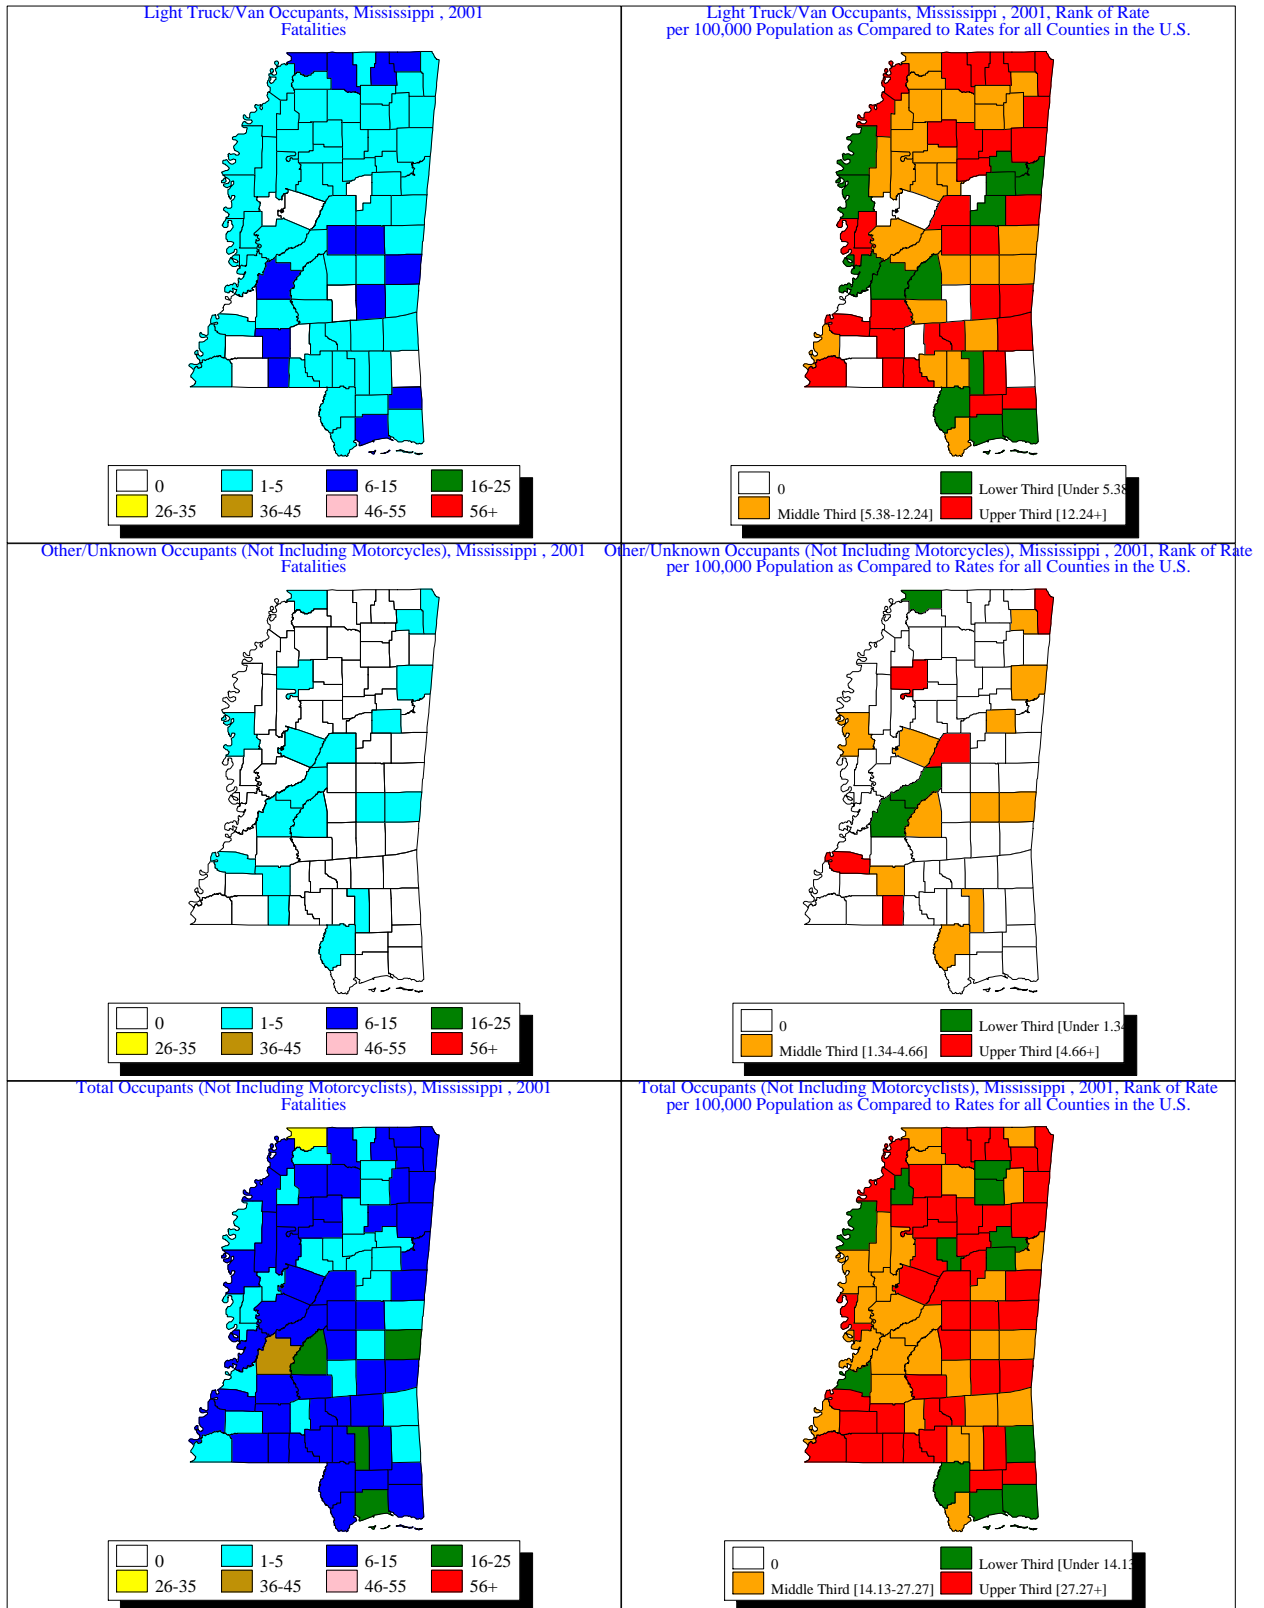 Light Truck/Van Occupants, Mississippi , 2001
Fatalities
0
1-5
6-15
16-25
26-35
36-45
46-55
56+
Light Truck/Van Occupants, Mississippi , 2001, Rank of Rate
per 100,000 Population as Compared to Rates for all Counties in the U.S.
0
Lower Third [Under 5.38
Middle Third [5.38-12.24]
Upper Third [12.24+]
Other/Unknown Occupants (Not Including Motorcycles), Mississippi , 2001
Fatalities
0
1-5
6-15
16-25
26-35
36-45
46-55
56+
Other/Unknown Occupants (Not Including Motorcycles), Mississippi , 2001, Rank of Rate
per 100,000 Population as Compared to Rates for all Counties in the U.S.
0
Lower Third [Under 1.34
Middle Third [1.34-4.66]
Upper Third [4.66+]
Total Occupants (Not Including Motorcyclists), Mississippi , 2001
Fatalities
0
1-5
6-15
16-25
26-35
36-45
46-55
56+
Total Occupants (Not Including Motorcyclists), Mississippi , 2001, Rank of Rate
per 100,000 Population as Compared to Rates for all Counties in the U.S.
0
Lower Third [Under 14.13
Middle Third [14.13-27.27]
Upper Third [27.27+]